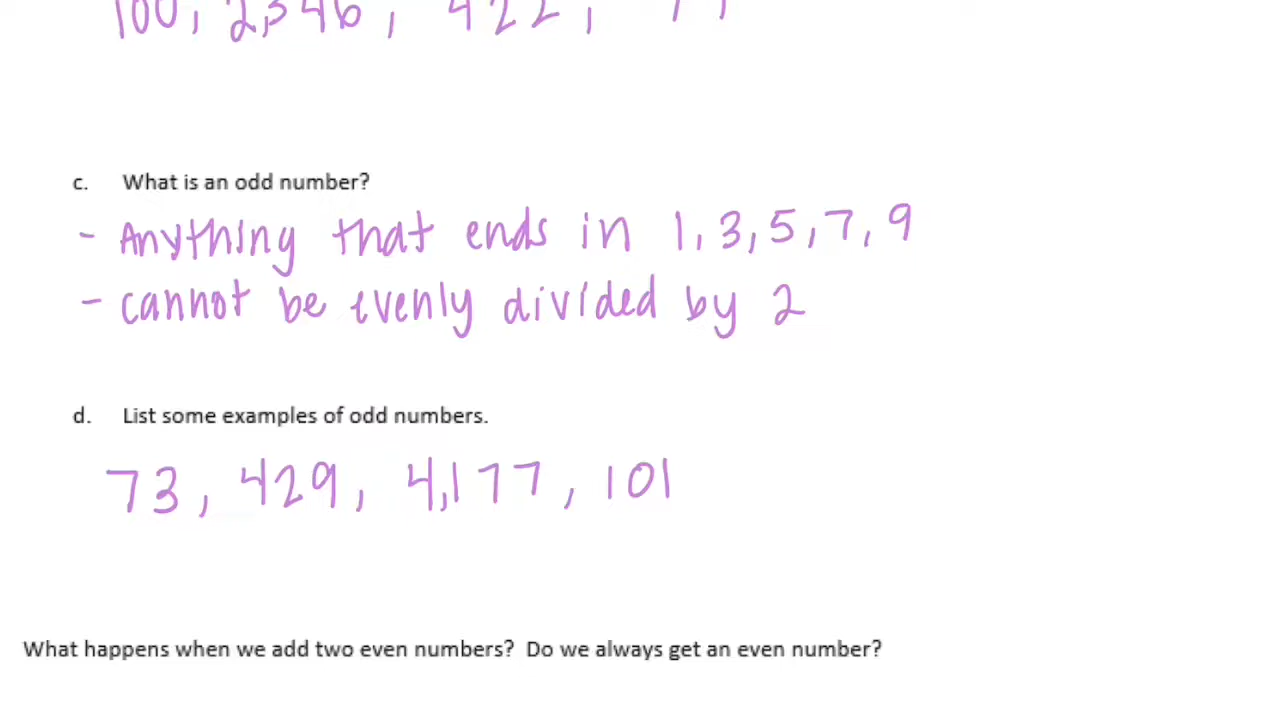 100, 2,346, 422,
c. What is an odd number?
- Anything that ends in 1, 3, 5, 7, 9
- cannot be evenly divided by 2
d. List some examples of odd numbers.
73, 429, 4,177, 101
What happens when we add two even numbers? Do we always get an even number?